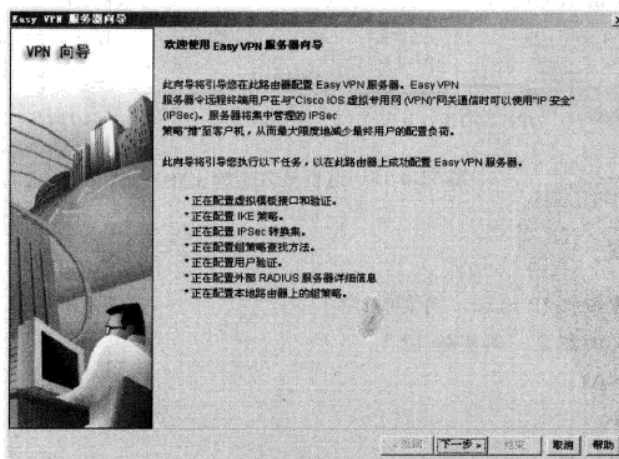 Easy VPN 服务器向导
VPN 向导
欢迎使用 Easy VPN 服务器向导
此向导将引导您在此路由器配置 Easy VPN 服务器。Easy VPN
服务器令远程终端用户在与"Cisco IOS 虚拟专用网 (VPN)"网关通信时可以使用"IP 安全"
(IPSec)。服务器将集中管理的 IPSec
策略"推"至客户机，从而最大限度地减少最终用户的配置负荷。
此向导将引导您执行以下任务，以在此路由器上成功配置 Easy VPN 服务器。
*正在配置虚拟模板接口和验证。
*正在配置 IKE 策略。
*正在配置 IPSec 转换集。
*正在配置组策略查找方法。
*正在配置用户验证。
*正在配置外部 RADIUS 服务器详细信息
*正在配置本地路由器上的组策略。
下一步 >
结束
取消
帮助